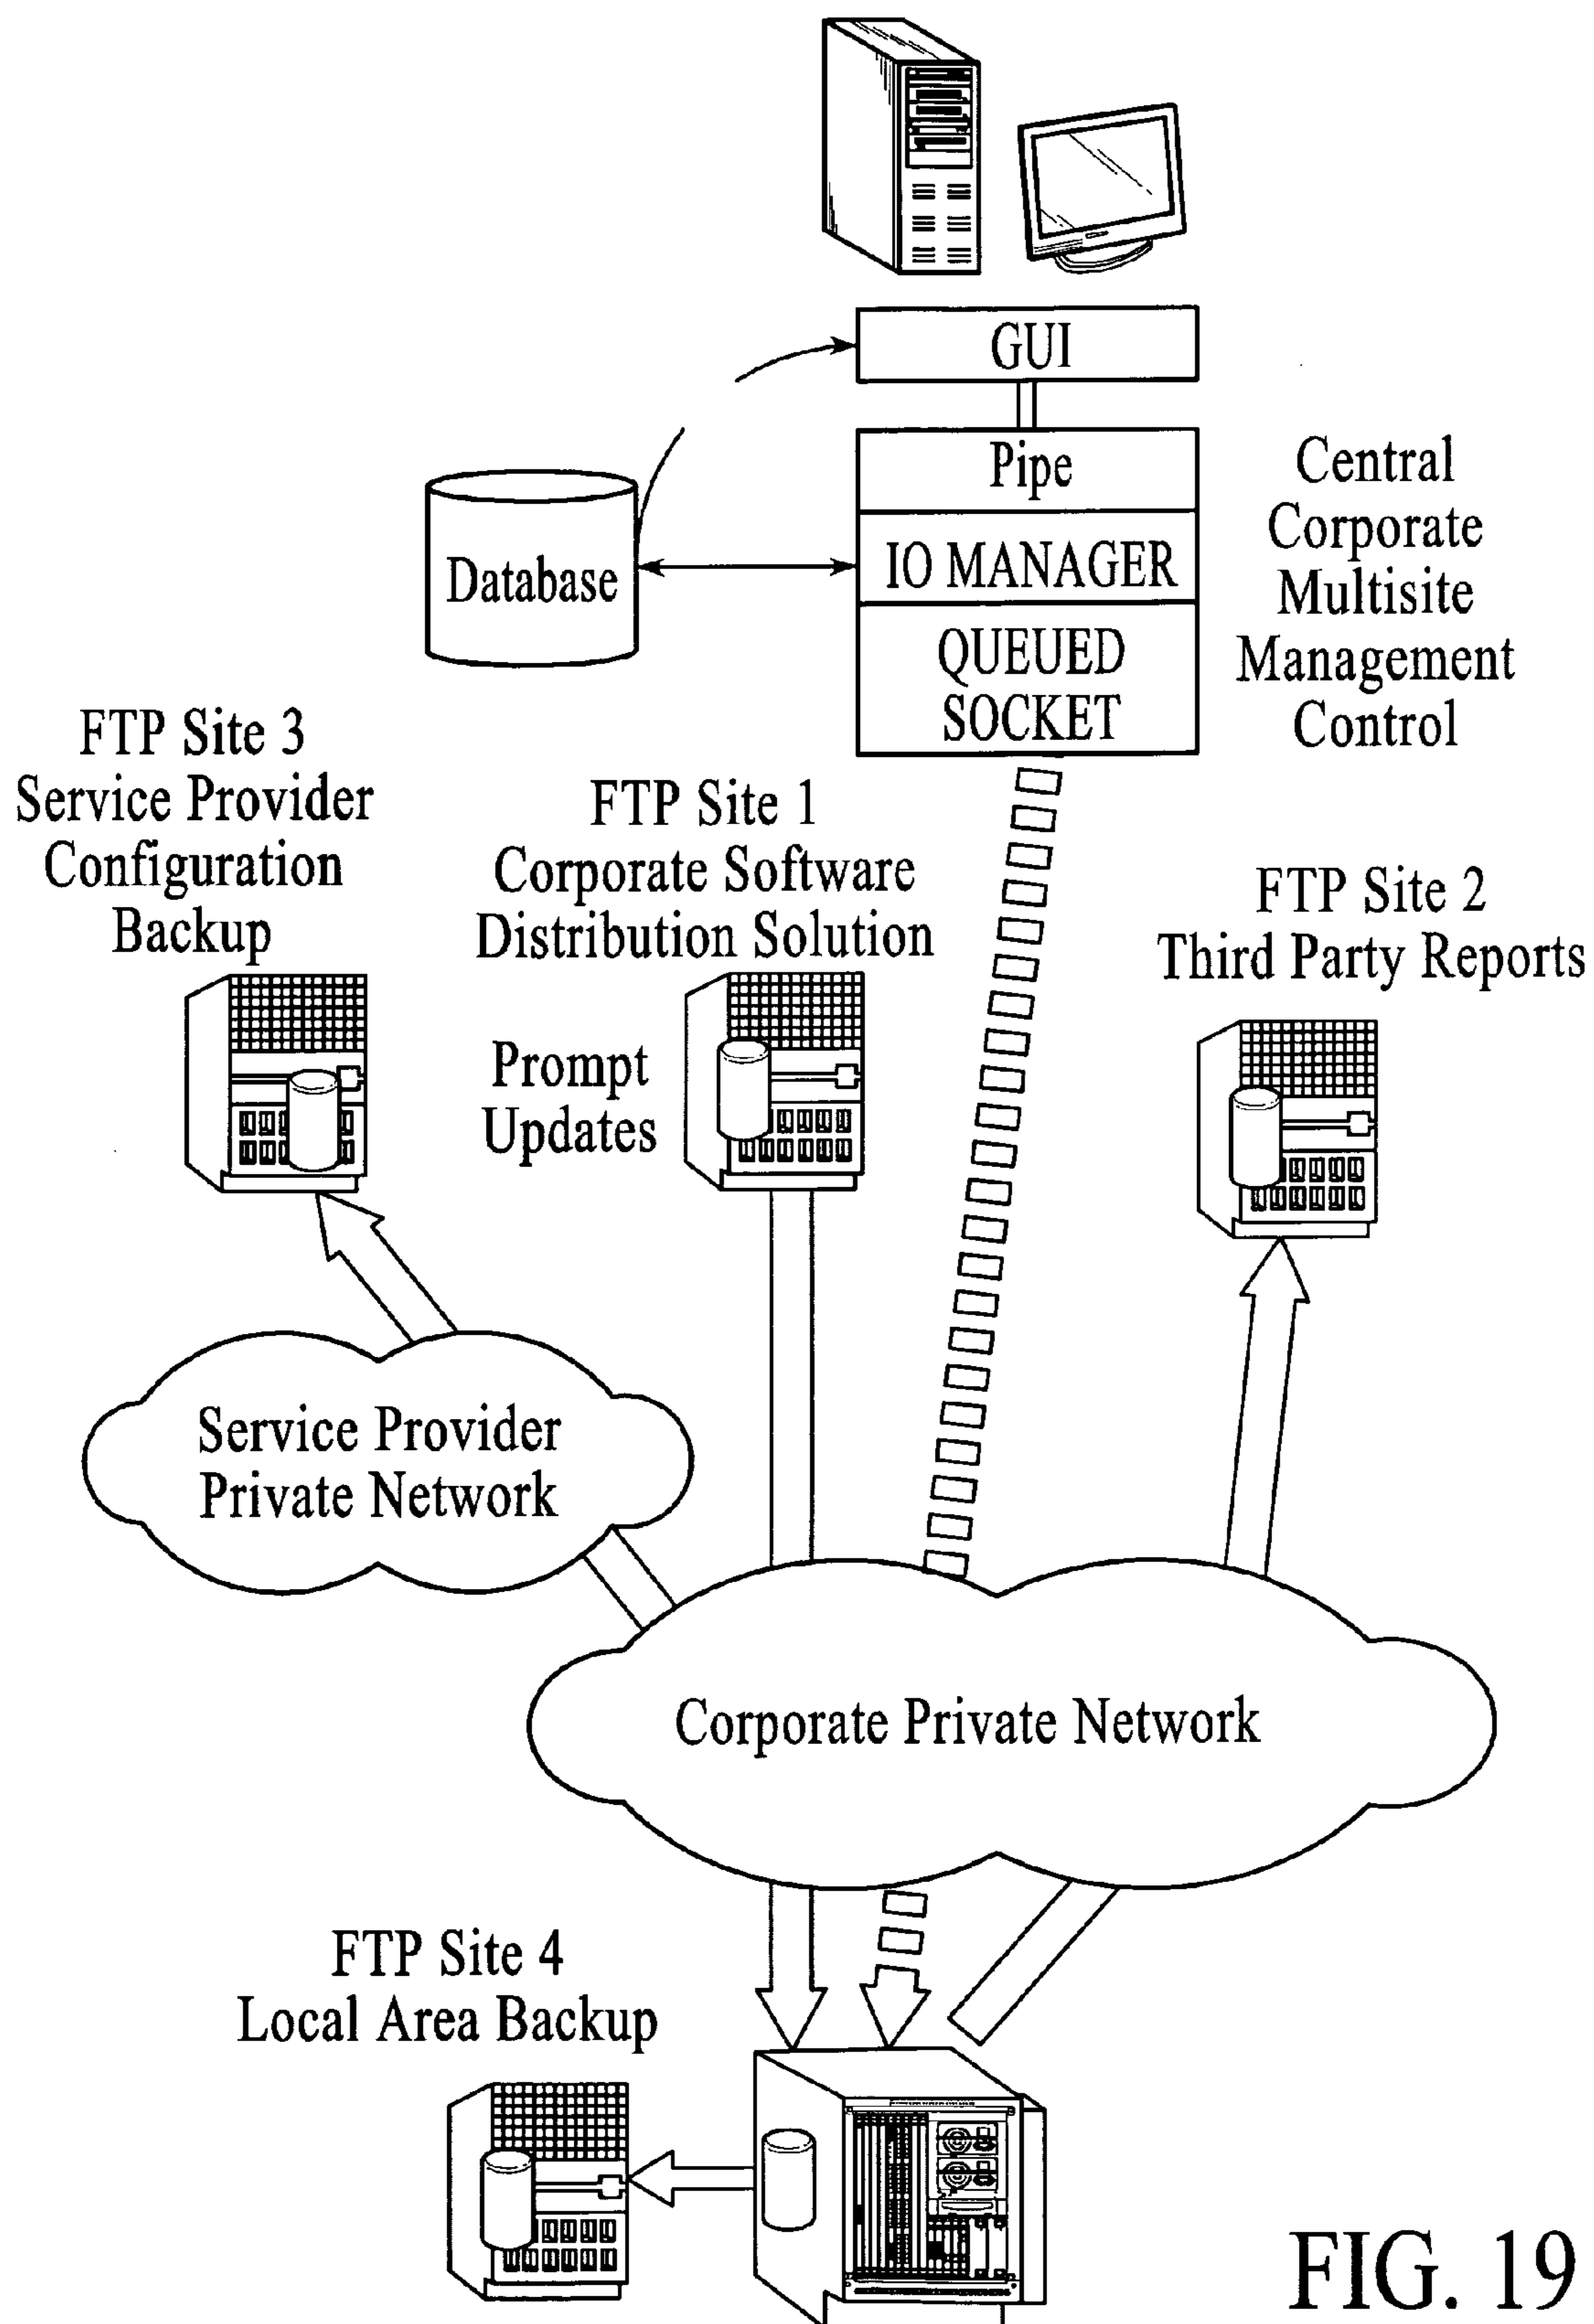 GUI
Pipe
IO MANAGER
QUEUED
SOCKET
Database
Central
Corporate
Multisite
Management
Control
FTP Site 3
Service Provider
Configuration
Backup
FTP Site 1
Corporate Software
Distribution Solution
FTP Site 2
Third Party Reports
Prompt
Updates
Service Provider
Private Network
Corporate Private Network
FTP Site 4
Local Area Backup
FIG. 19